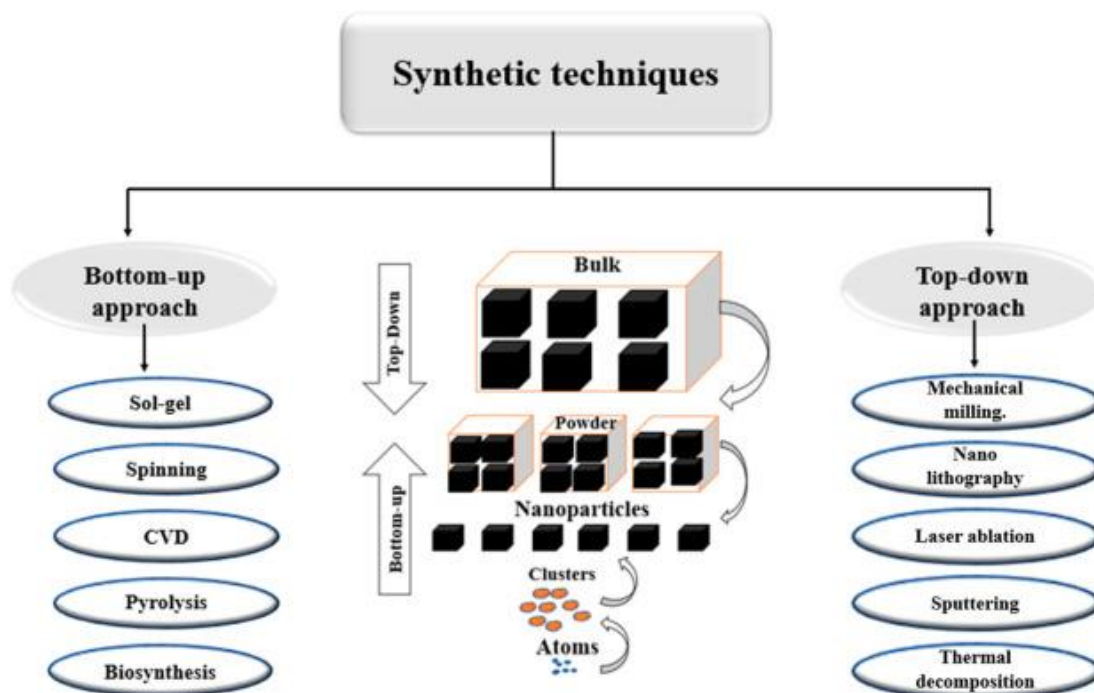 Synthetic techniques
Bottom-up
approach
Sol-gel
Spinning
CVD
Pyrolysis
Biosynthesis
Top-Down
Bottom-up
Bulk
Powder
Nanoparticles
Clusters
Atoms
Top-down
approach
Mechanical
milling.
Nano
lithography
Laser ablation
Sputtering
Thermal
decomposition